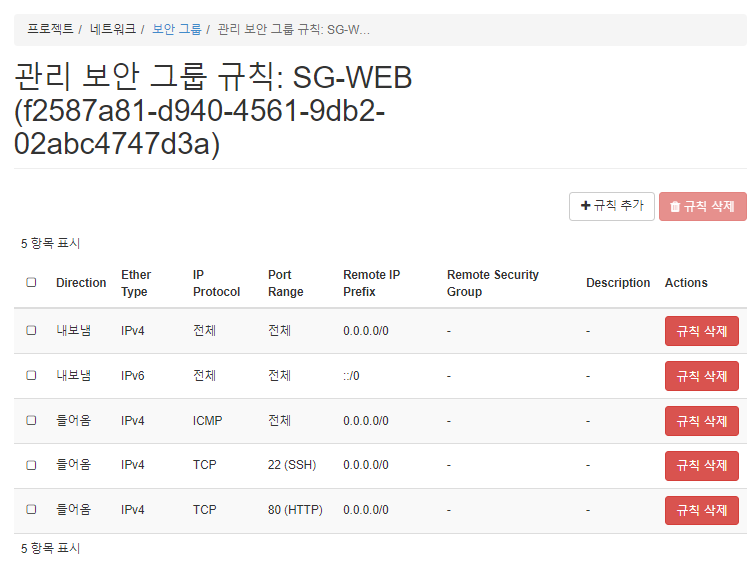 프로젝트 / 네트워크 / 보안 그룹 / 관리 보안 그룹 규칙: SG-W...
관리 보안 그룹 규칙: SG-WEB
(f2587a81-d940-4561-9db2-
02abc4747d3a)
규칙 추가 규칙 삭제
5 항목 표시
Direction Ether Type IP Protocol Port Range Remote IP Prefix Remote Security Group Description Actions
내보냄 IPv4 전체 전체 0.0.0.0/0 - - 규칙 삭제
내보냄 IPv6 전체 전체 ::/0 - - 규칙 삭제
들어옴 IPv4 ICMP 전체 0.0.0.0/0 - - 규칙 삭제
들어옴 IPv4 TCP 22 (SSH) 0.0.0.0/0 - - 규칙 삭제
들어옴 IPv4 TCP 80 (HTTP) 0.0.0.0/0 - - 규칙 삭제
5 항목 표시